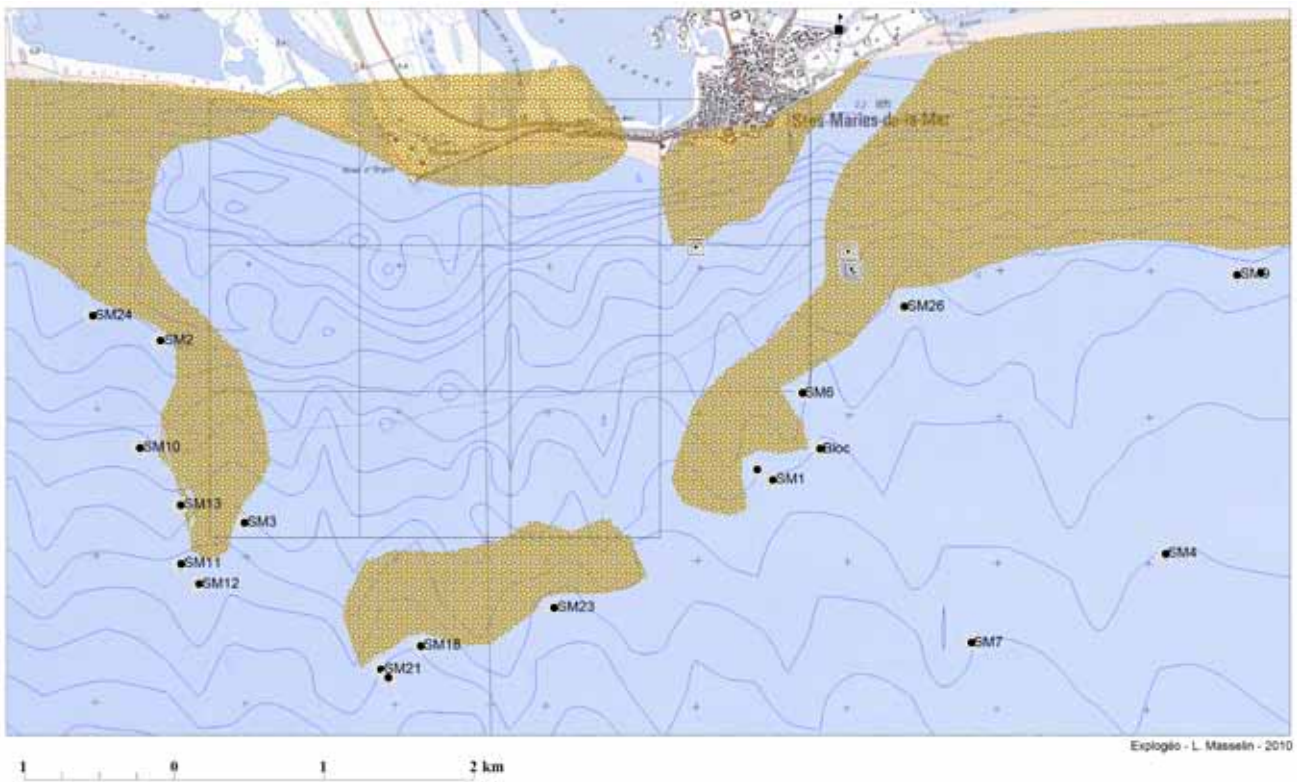 Stes-Maries-de-la-Mer
SM9
SM24
SM26
SM2
SM6
SM10
Bloc
SM1
SM13
SM3
SM11
SM4
SM12
SM23
SM18
SM7
SM21
Explogéo - L. Masselin - 2010
1 0 1 2 km